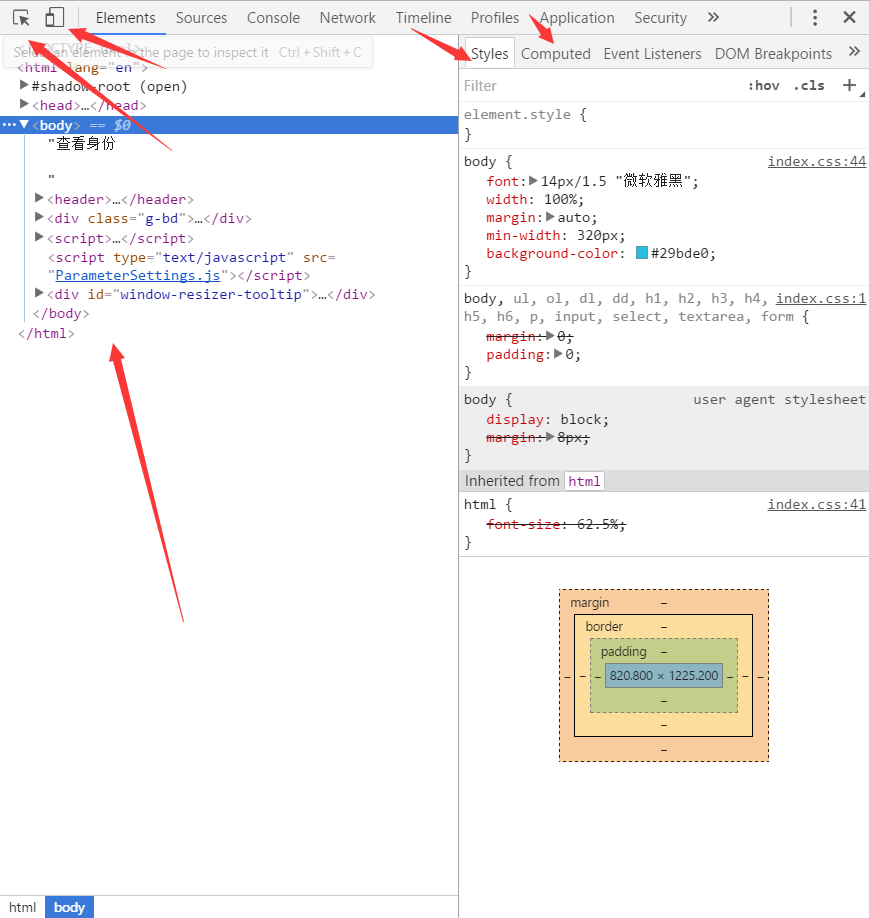 Elements Sources Console Network Timeline Profiles Application Security »
Select an element in the page to inspect it Ctrl + Shift + C
<html lang="en">
#shadow-root (open)
<head>…</head>
<body> == $0
"查看身份
"
<header>…</header>
<div class="g-bd">…</div>
<script>…</script>
<script type="text/javascript" src=
"ParameterSettings.js"></script>
<div id="window-resizer-tooltip">…</div>
</body>
</html>
html body
Styles Computed Event Listeners DOM Breakpoints »
Filter :hov .cls +
element.style {
}
body { index.css:44
font: 14px/1.5 "微软雅黑";
width: 100%;
margin: auto;
min-width: 320px;
background-color: #29bde0;
}
body, ul, ol, dl, dd, h1, h2, h3, h4, index.css:1
h5, h6, p, input, select, textarea, form {
margin: 0;
padding: 0;
}
body { user agent stylesheet
display: block;
margin: 8px;
}
Inherited from html
html { index.css:41
font-size: 62.5%;
}
margin –
border –
padding –
– – – 820.800 × 1225.200 – – –
–
–
–